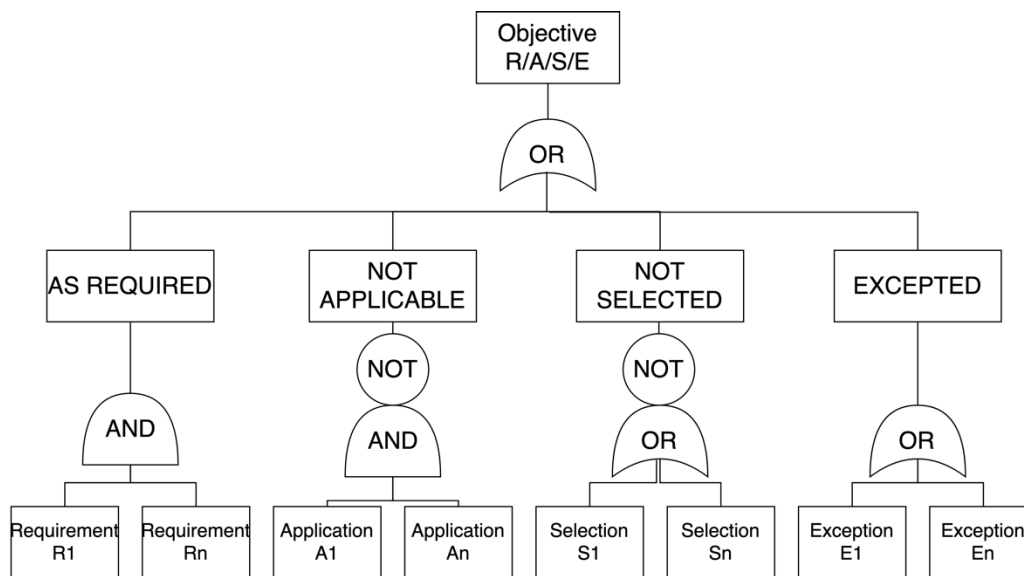 Objective
R/A/S/E
OR
AS REQUIRED
NOT
APPLICABLE
NOT
SELECTED
EXCEPTED
NOT
NOT
AND
AND
OR
OR
Requirement
R1
Requirement
Rn
Application
A1
Application
An
Selection
S1
Selection
Sn
Exception
E1
Exception
En